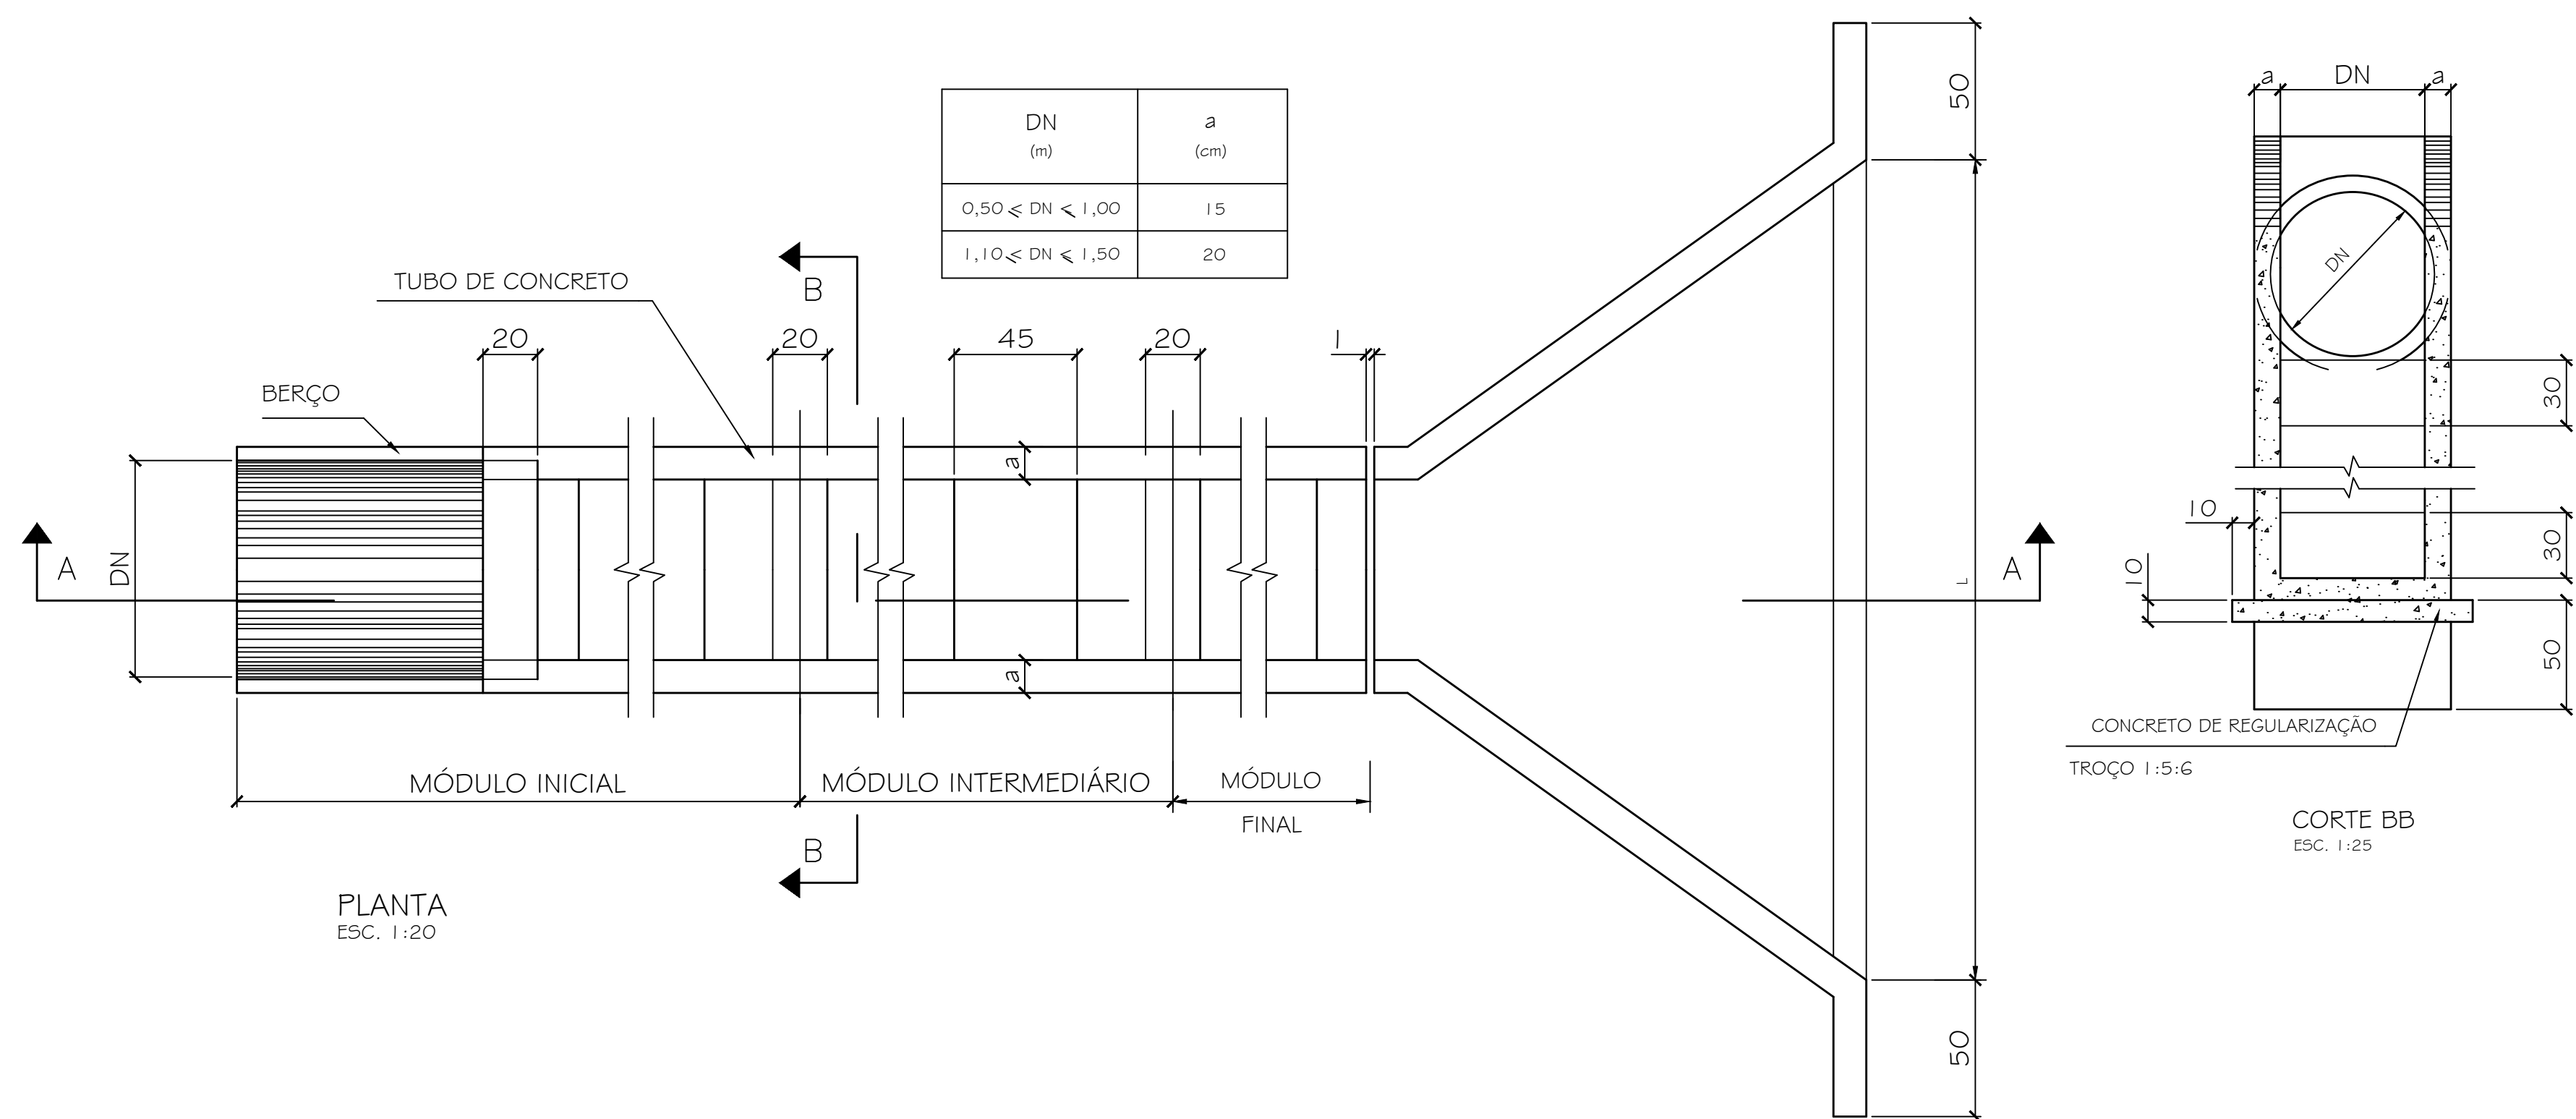 DN
a
(m)
(cm)
0,50 ⩽ DN ⩽ 1,00
15
1,10 ⩽ DN ⩽ 1,50
20
TUBO DE CONCRETO
BERÇO
20
20
45
20
1
B
a
a
DN
A
A
L
50
50
MÓDULO INICIAL
MÓDULO INTERMEDIÁRIO
MÓDULO
FINAL
B
PLANTA
ESC. 1:20
a
DN
a
DN
30
30
10
10
50
CONCRETO DE REGULARIZAÇÃO
TROÇO 1:5:6
CORTE BB
ESC. 1:25